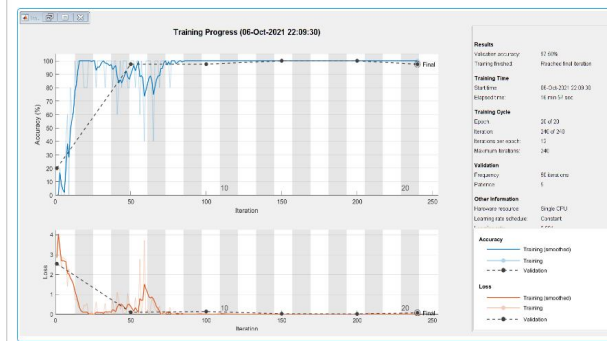 Training Progress (06-Oct-2021 22:09:30)
Accuracy (%)
100
90
80
70
60
50
40
30
20
10
0
Final
10
20
0
50
100
150
200
250
Iteration
Loss
4
3
2
1
0
Final
10
20
0
50
100
150
200
250
Iteration
Results
Validation accuracy: 97.50%
Training finished: Reached final iteration
Training Time
Start time: 06-Oct-2021 22:09:30
Elapsed time: 16 min 57 sec
Training Cycle
Epoch: 20 of 20
Iteration: 240 of 240
Iterations per epoch: 12
Maximum iterations: 240
Validation
Frequency: 50 iterations
Patience: 5
Other Information
Hardware resource: Single CPU
Learning rate schedule: Constant
Accuracy
Training (smoothed)
Training
Validation
Loss
Training (smoothed)
Training
Validation